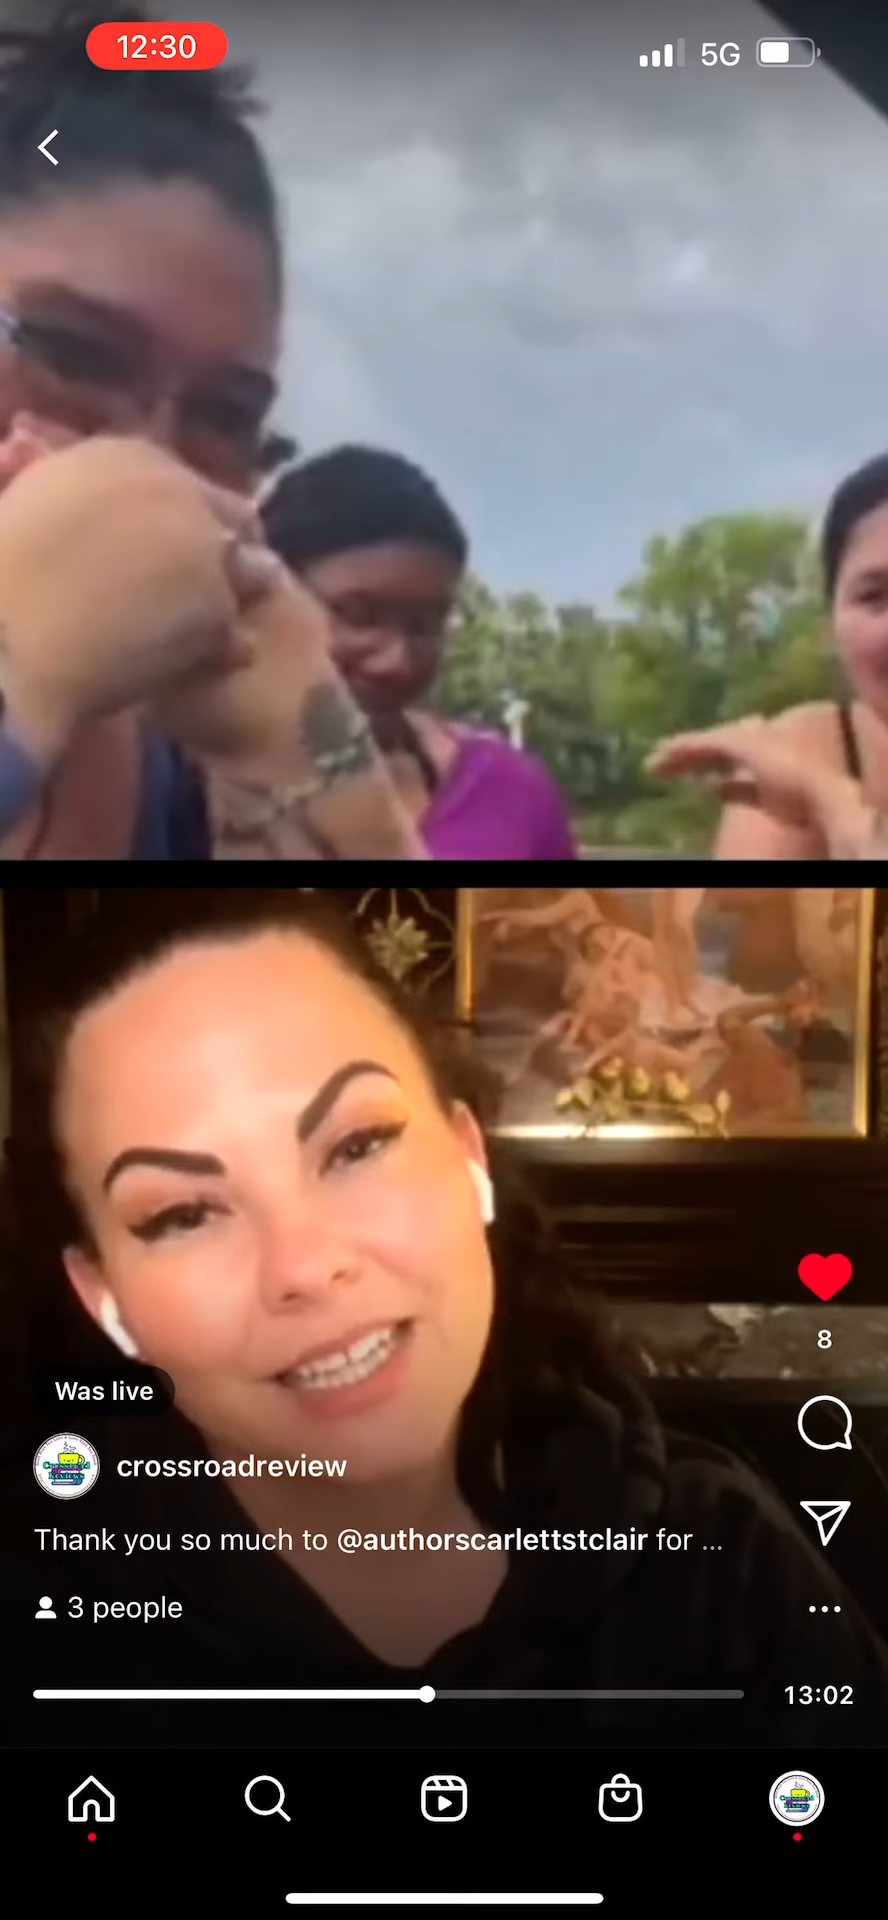 12:30
5G
8
Was live
crossroadreview
Thank you so much to @authorscarlettstclair for ...
3 people
13:02